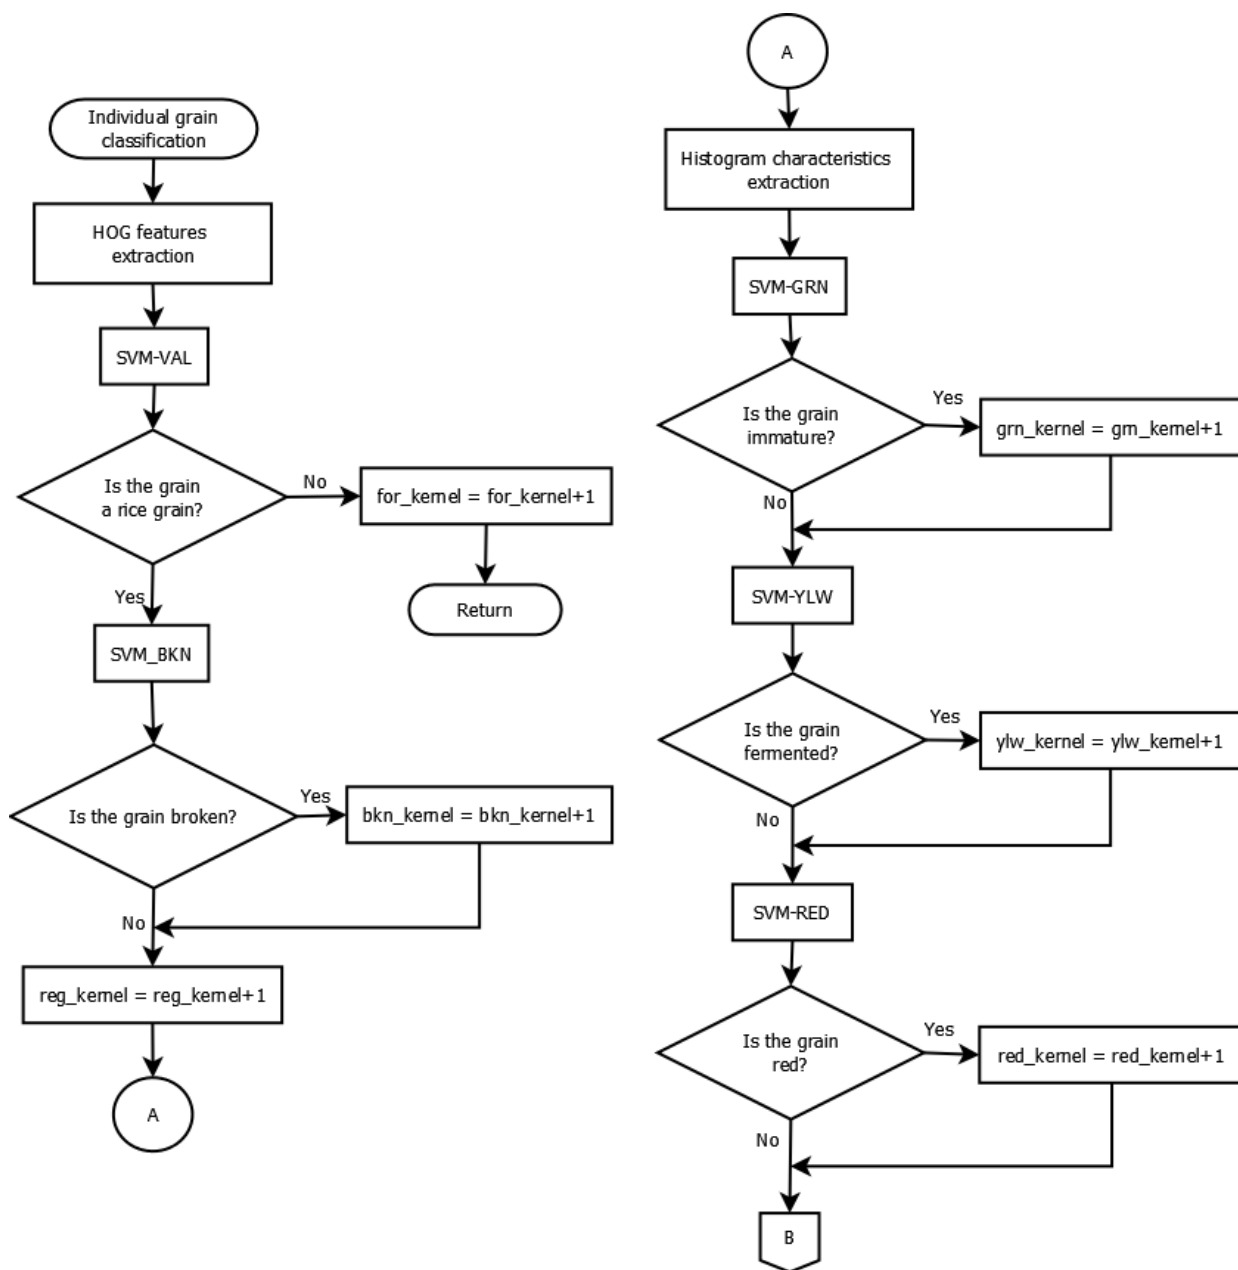 Individual grain
classification
HOG features
extraction
SVM-VAL
Is the grain
a rice grain?
No
for_kernel = for_kernel+1
Return
Yes
SVM_BKN
Is the grain broken?
Yes
bkn_kernel = bkn_kernel+1
No
reg_kernel = reg_kernel+1
A
A
Histogram characteristics
extraction
SVM-GRN
Is the grain
immature?
Yes
grn_kernel = grn_kernel+1
No
SVM-YLW
Is the grain
fermented?
Yes
ylw_kernel = ylw_kernel+1
No
SVM-RED
Is the grain
red?
Yes
red_kernel = red_kernel+1
No
B